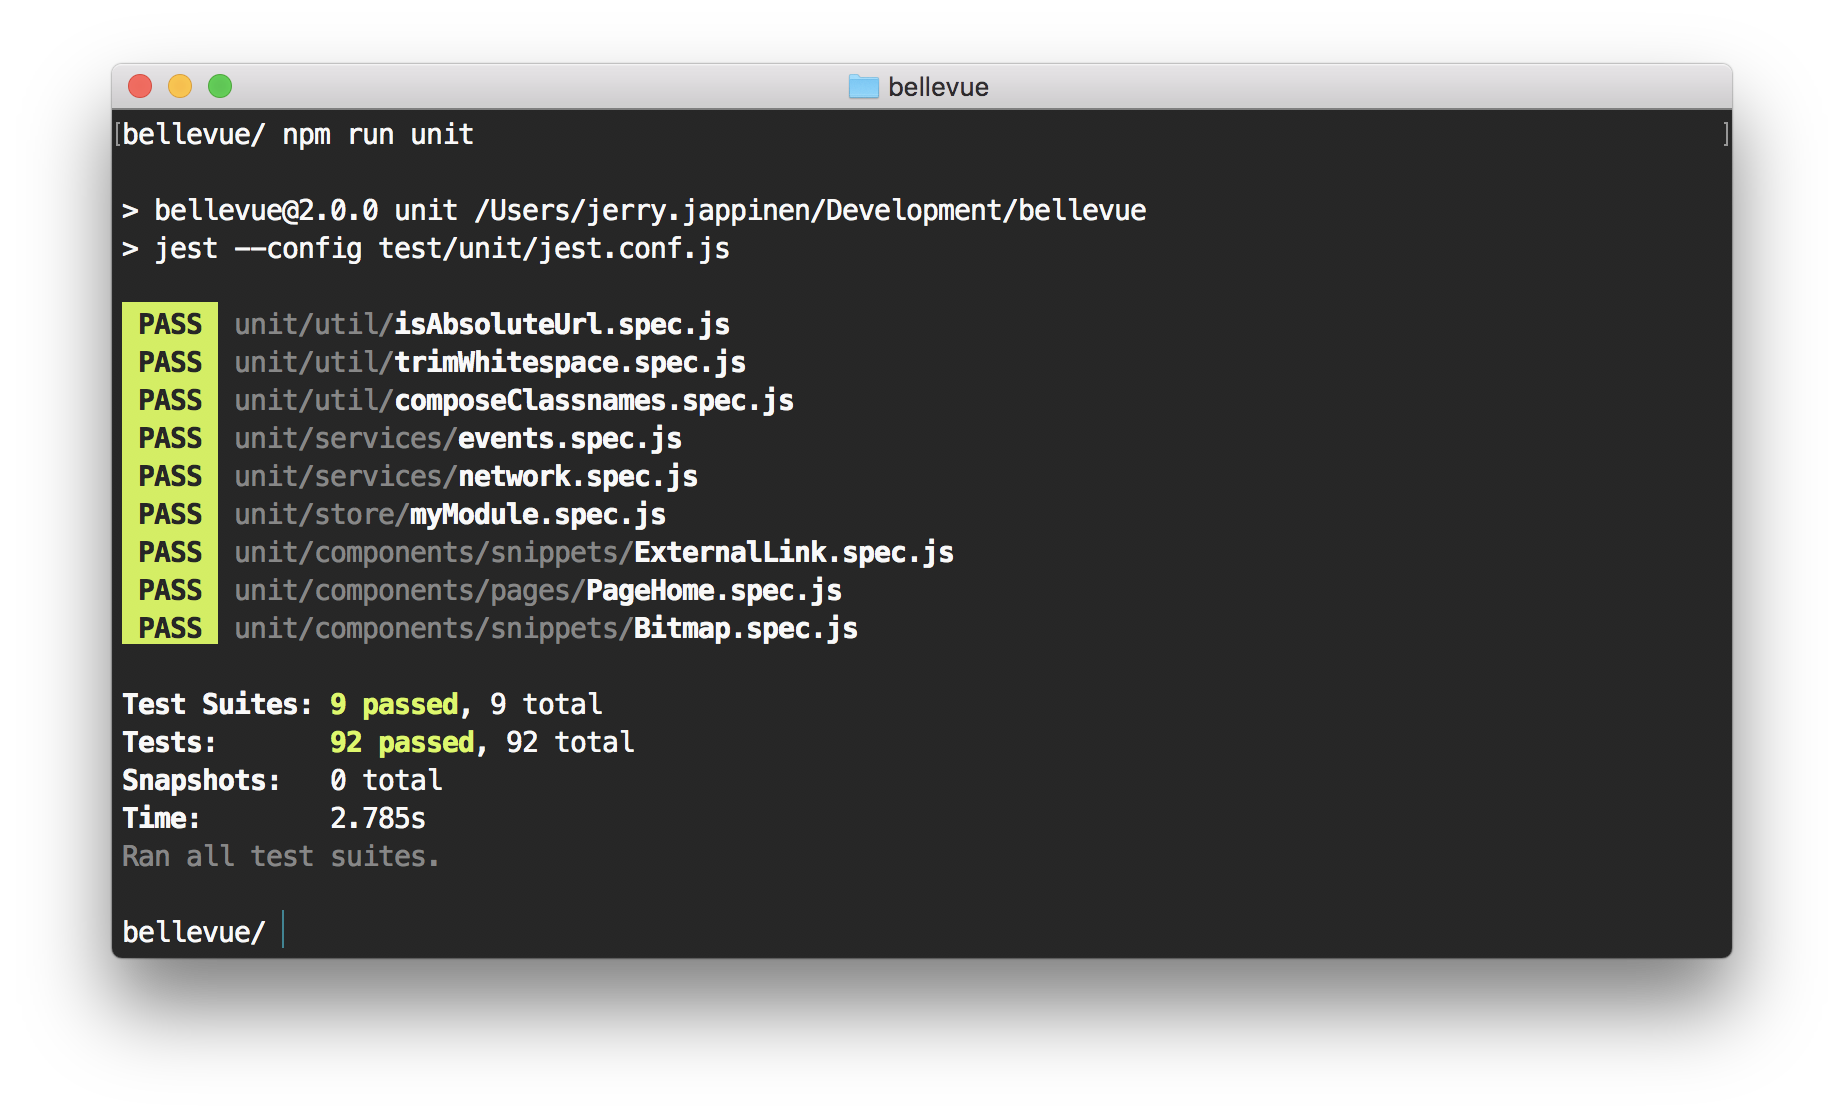 bellevue
[bellevue/ npm run unit ]
> bellevue@2.0.0 unit /Users/jerry.jappinen/Development/bellevue
> jest --config test/unit/jest.conf.js
PASS unit/util/isAbsoluteUrl.spec.js
PASS unit/util/trimWhitespace.spec.js
PASS unit/util/composeClassnames.spec.js
PASS unit/services/events.spec.js
PASS unit/services/network.spec.js
PASS unit/store/myModule.spec.js
PASS unit/components/snippets/ExternalLink.spec.js
PASS unit/components/pages/PageHome.spec.js
PASS unit/components/snippets/Bitmap.spec.js
Test Suites: 9 passed, 9 total
Tests: 92 passed, 92 total
Snapshots: 0 total
Time: 2.785s
Ran all test suites.
bellevue/